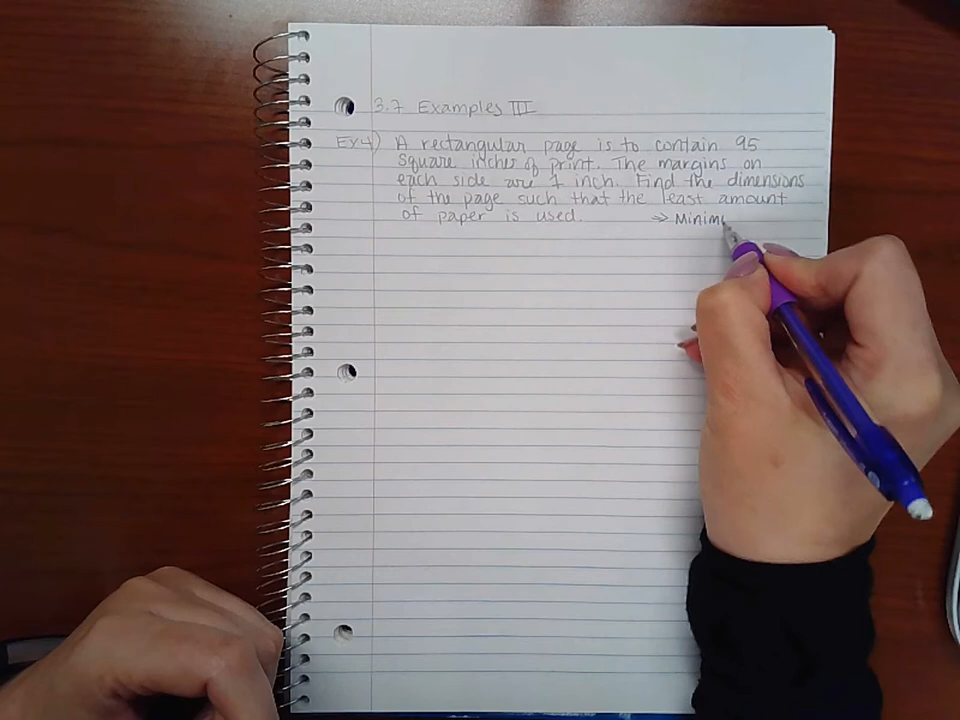 3.7 Examples III
Ex4) A rectangular page is to contain 95
square inches of print. The margins on
each side are 1 inch. Find the dimensions
of the page such that the least amount
of paper is used. ⇒ Minim